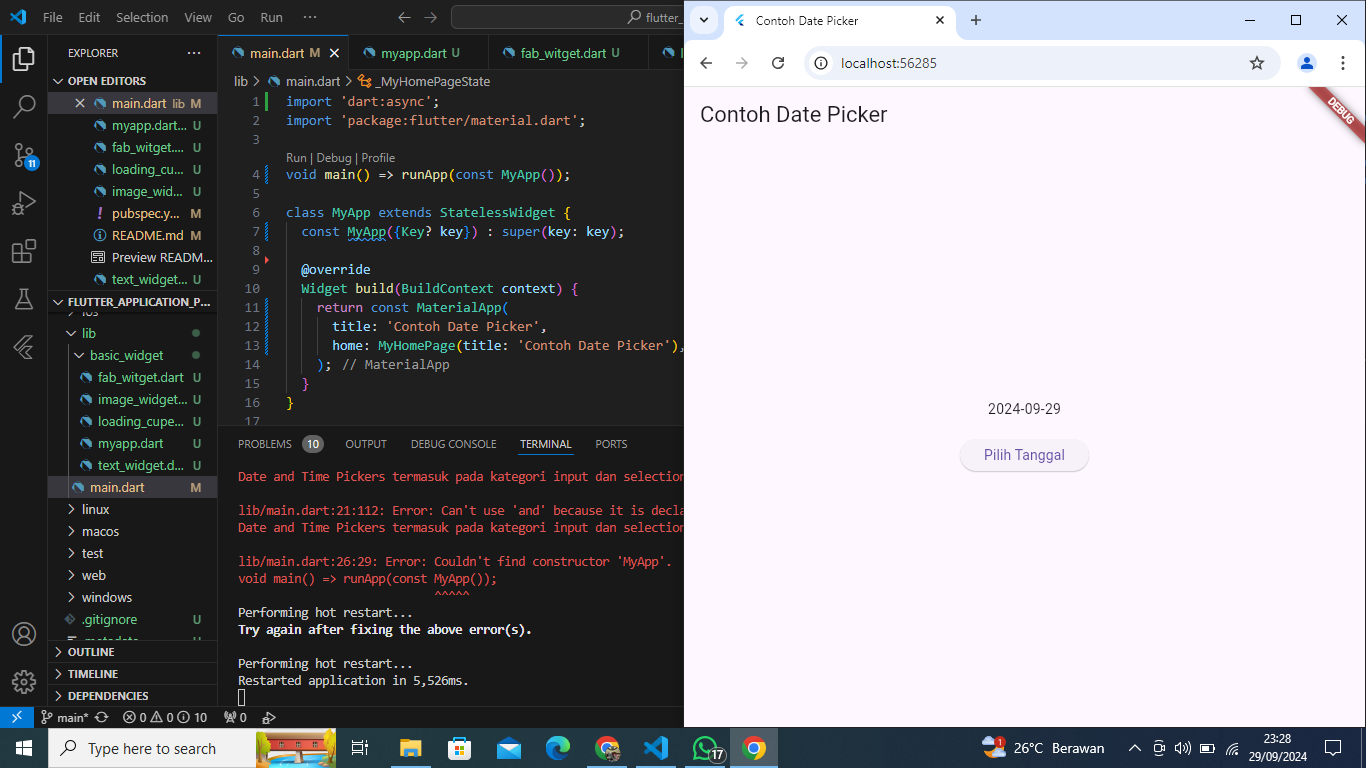 File Edit Selection View Go Run ··· flutter_
EXPLORER ···
OPEN EDITORS
main.dart lib M
myapp.dart... U
fab_witget.... U
loading_cu... U
image_wid... U
pubspec.y... M
README.md M
Preview READM...
text_widget... U
FLUTTER_APPLICATION_P...
ios
lib
basic_widget
fab_witget.dart U
image_widget... U
loading_cupe... U
myapp.dart U
text_widget.d... U
main.dart M
linux
macos
test
web
windows
.gitignore U
.metadata U
OUTLINE
TIMELINE
DEPENDENCIES
11
main.dart M myapp.dart U fab_witget.dart U
lib > main.dart > _MyHomePageState
1 import 'dart:async';
2 import 'package:flutter/material.dart';
3
Run | Debug | Profile
4 void main() => runApp(const MyApp());
5
6 class MyApp extends StatelessWidget {
7 const MyApp({Key? key}) : super(key: key);
8
9 @override
10 Widget build(BuildContext context) {
11 return const MaterialApp(
12 title: 'Contoh Date Picker',
13 home: MyHomePage(title: 'Contoh Date Picker'),
14 ); // MaterialApp
15 }
16 }
17
PROBLEMS 10 OUTPUT DEBUG CONSOLE TERMINAL PORTS
Date and Time Pickers termasuk pada kategori input dan selection
lib/main.dart:21:112: Error: Can't use 'and' because it is decla
Date and Time Pickers termasuk pada kategori input dan selection
lib/main.dart:26:29: Error: Couldn't find constructor 'MyApp'.
void main() => runApp(const MyApp());
^^^^^
Performing hot restart...
Try again after fixing the above error(s).
Performing hot restart...
Restarted application in 5,526ms.
main* 0 0 10 0
Contoh Date Picker
localhost:56285
Contoh Date Picker
DEBUG
2024-09-29
Pilih Tanggal
Type here to search
17
1
26°C Berawan
23:28
29/09/2024